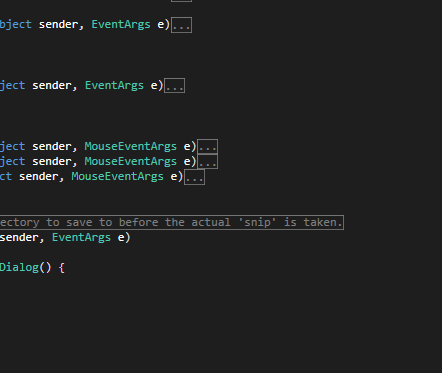 bject sender, EventArgs e)...
ject sender, EventArgs e)...
ject sender, MouseEventArgs e)...
ject sender, MouseEventArgs e)...
ct sender, MouseEventArgs e)...
ectory to save to before the actual 'snip' is taken.
sender, EventArgs e)
Dialog() {